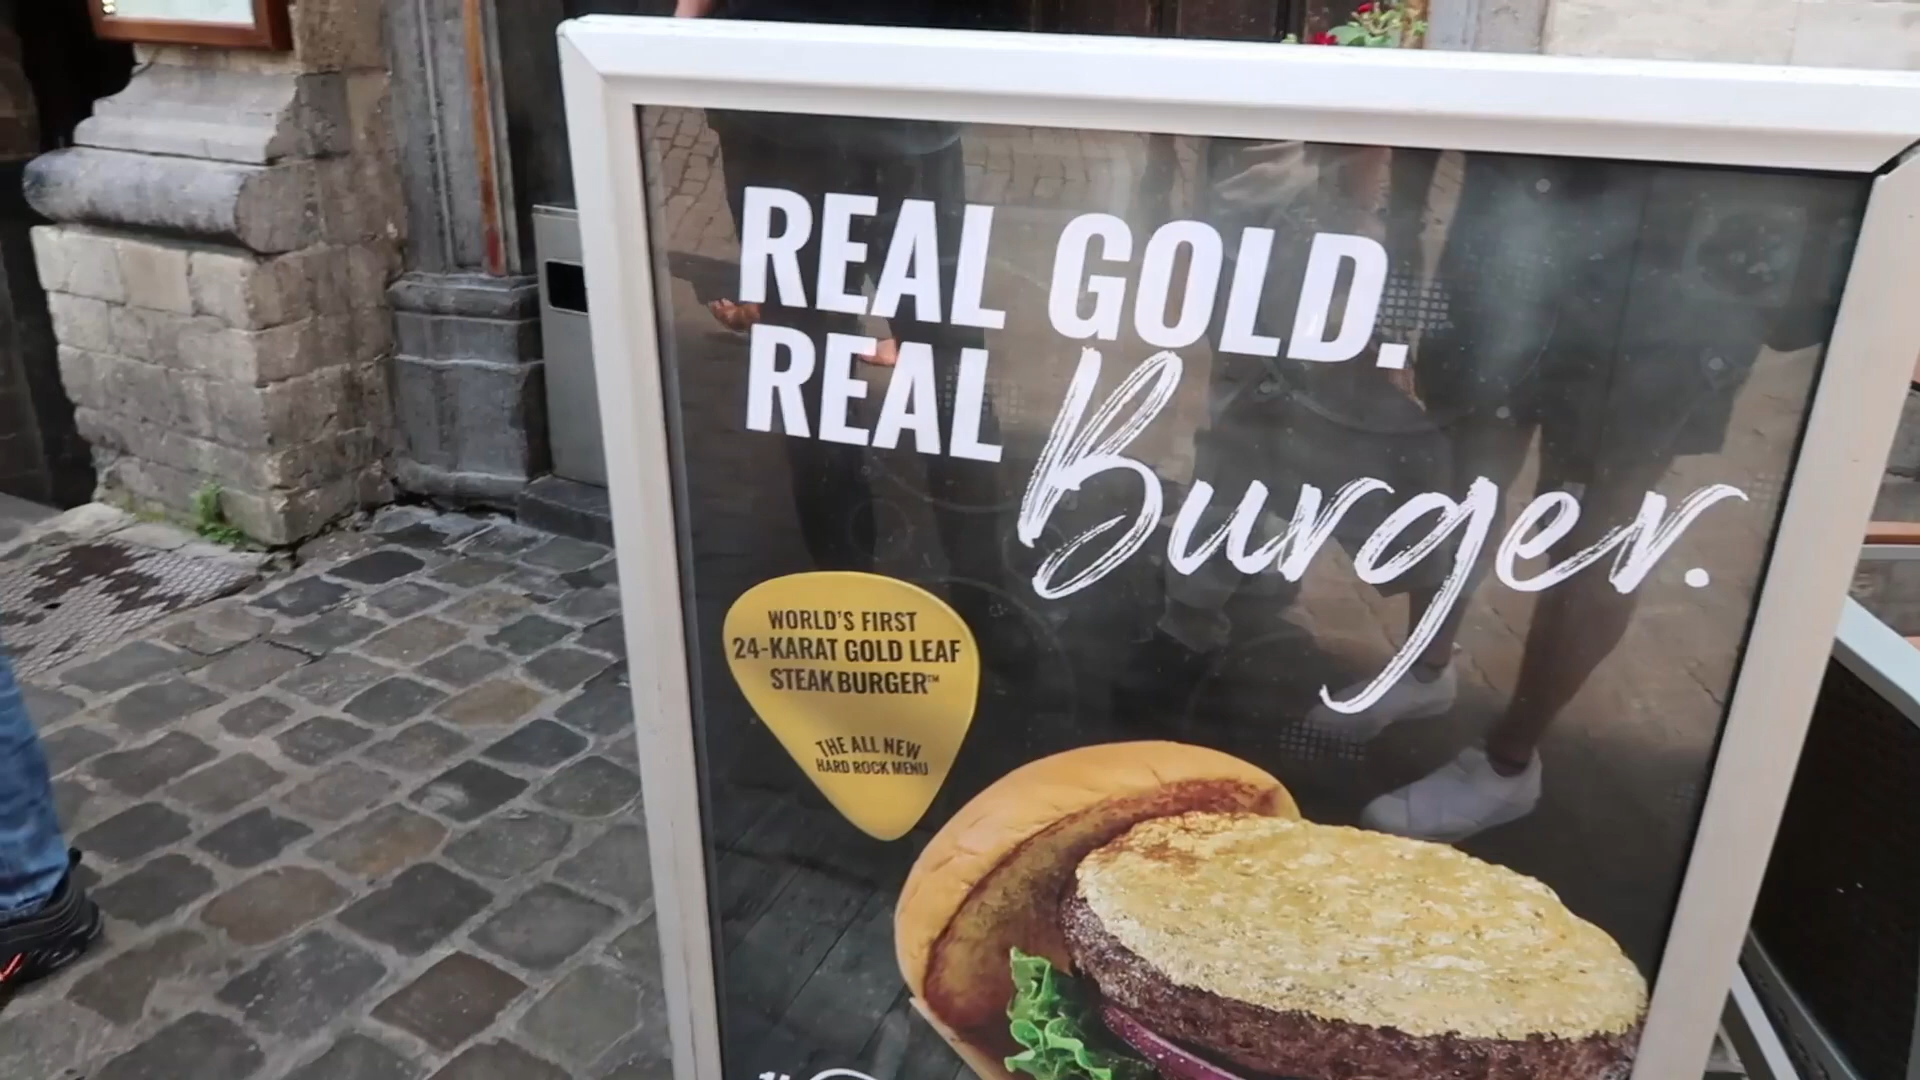 REAL GOLD.
REAL Burger.
WORLD'S FIRST
24-KARAT GOLD LEAF
STEAK BURGER™
THE ALL NEW
HARD ROCK MENU